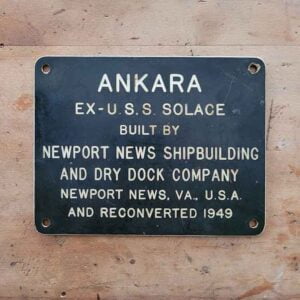 ANKARA
EX-U.S.S. SOLACE
BUILT BY
NEWPORT NEWS SHIPBUILDING
AND DRY DOCK COMPANY
NEWPORT NEWS, VA., U.S.A.
AND RECONVERTED 1949